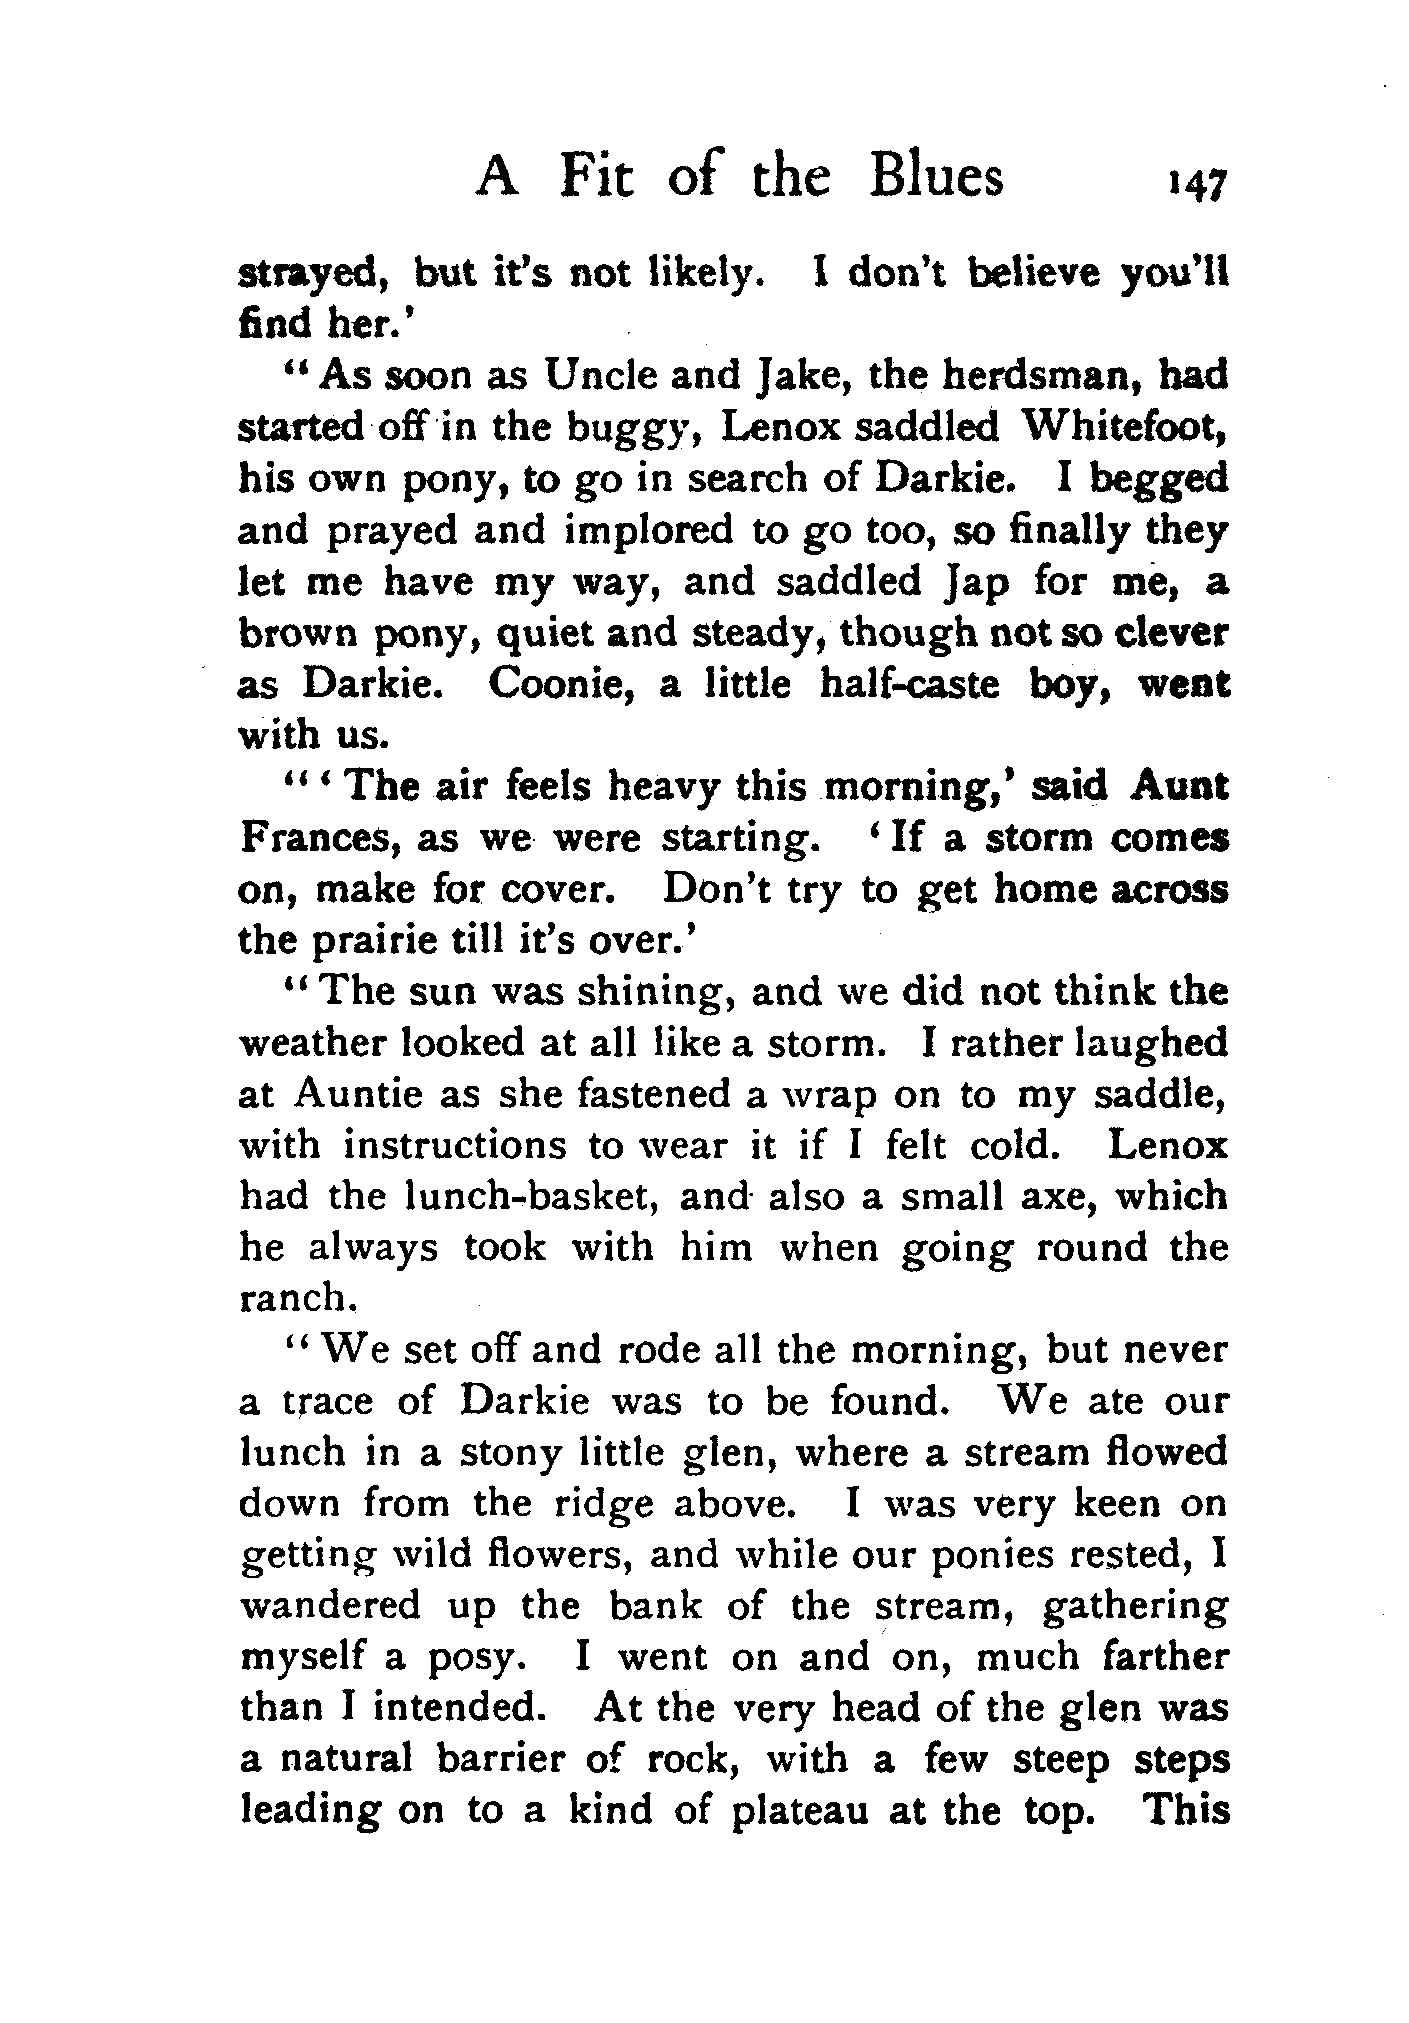 A Fit of the Blues 147
strayed, but it's not likely. I don't believe you'll
find her.'
"As soon as Uncle and Jake, the herdsman, had
started off in the buggy, Lenox saddled Whitefoot,
his own pony, to go in search of Darkie. I begged
and prayed and implored to go too, so finally they
let me have my way, and saddled Jap for me, a
brown pony, quiet and steady, though not so clever
as Darkie. Coonie, a little half-caste boy, went
with us.
"'The air feels heavy this morning,' said Aunt
Frances, as we were starting. 'If a storm comes
on, make for cover. Don't try to get home across
the prairie till it's over.'
"The sun was shining, and we did not think the
weather looked at all like a storm. I rather laughed
at Auntie as she fastened a wrap on to my saddle,
with instructions to wear it if I felt cold. Lenox
had the lunch-basket, and also a small axe, which
he always took with him when going round the
ranch.
"We set off and rode all the morning, but never
a trace of Darkie was to be found. We ate our
lunch in a stony little glen, where a stream flowed
down from the ridge above. I was very keen on
getting wild flowers, and while our ponies rested, I
wandered up the bank of the stream, gathering
myself a posy. I went on and on, much farther
than I intended. At the very head of the glen was
a natural barrier of rock, with a few steep steps
leading on to a kind of plateau at the top. This